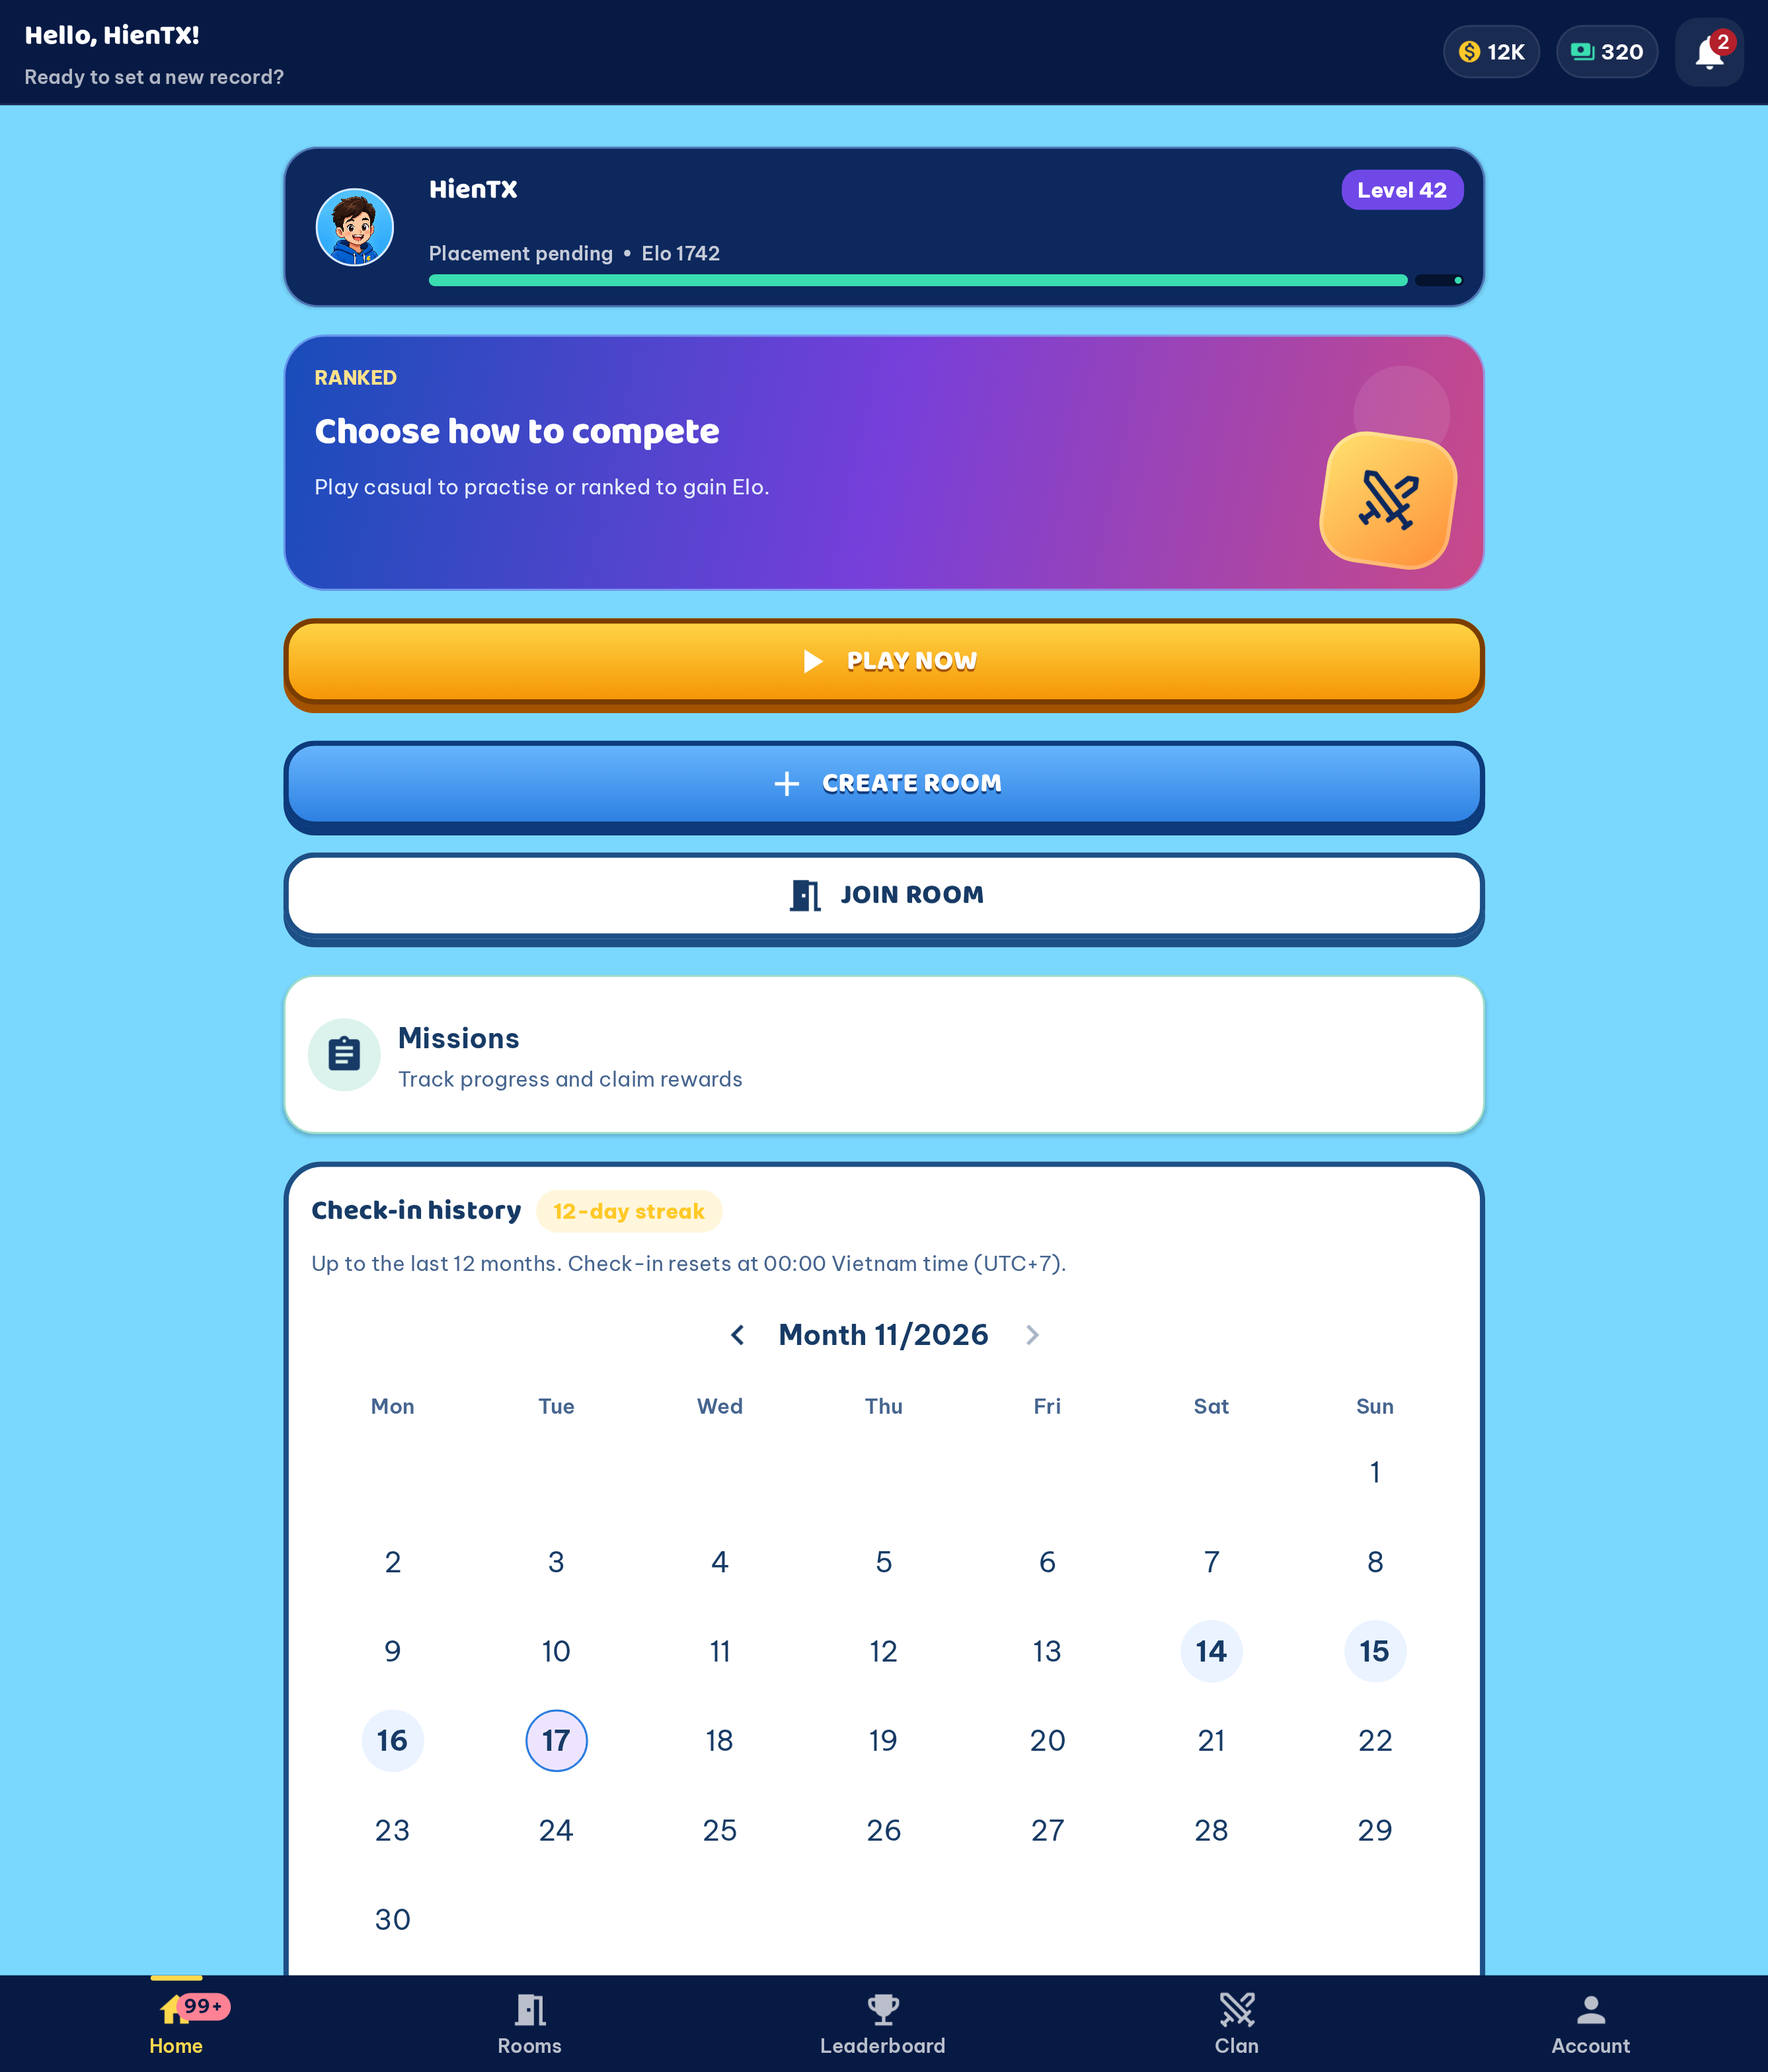 Hello, HienTX!
Ready to set a new record?
12K
320
2
HienTX
Level 42
Placement pending • Elo 1742
RANKED
Choose how to compete
Play casual to practise or ranked to gain Elo.
PLAY NOW
CREATE ROOM
JOIN ROOM
Missions
Track progress and claim rewards
Check-in history
12-day streak
Up to the last 12 months. Check-in resets at 00:00 Vietnam time (UTC+7).
Month 11/2026
Mon Tue Wed Thu Fri Sat Sun
1
2 3 4 5 6 7 8
9 10 11 12 13 14 15
16 17 18 19 20 21 22
23 24 25 26 27 28 29
30
99+
Home Rooms Leaderboard Clan Account